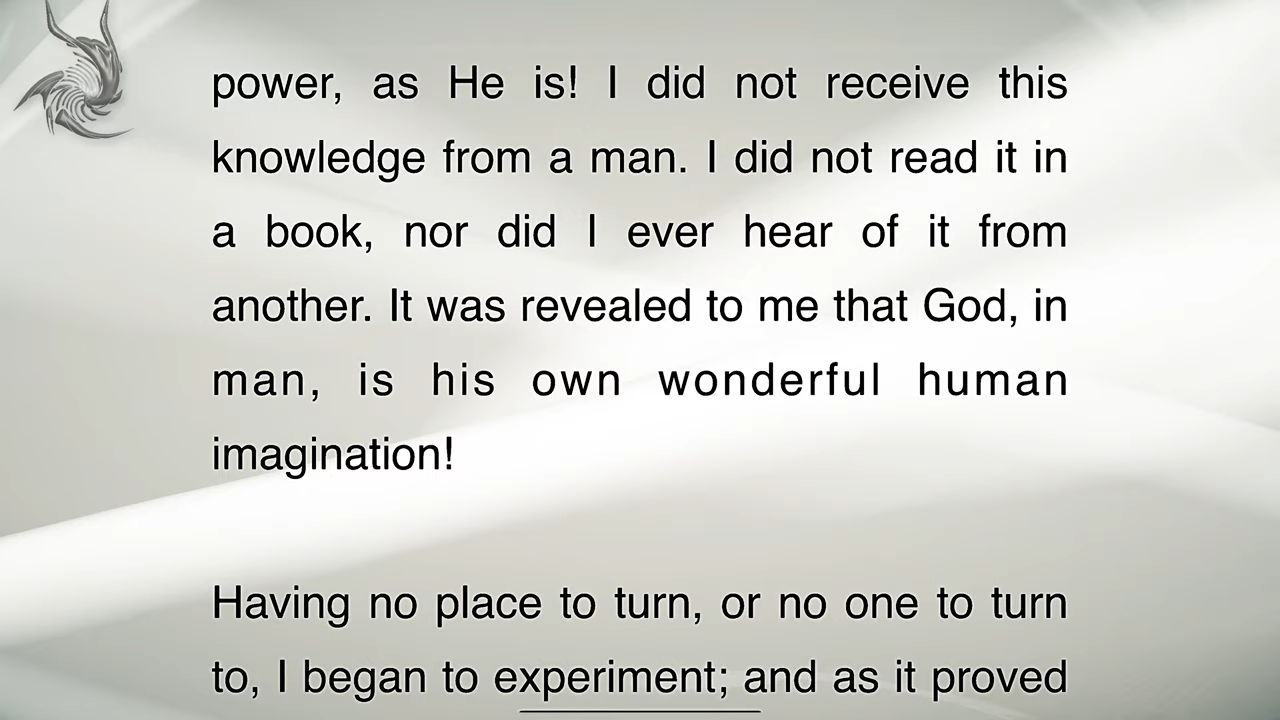 power, as He is! I did not receive this
knowledge from a man. I did not read it in
a book, nor did I ever hear of it from
another. It was revealed to me that God, in
man, is his own wonderful human
imagination!
Having no place to turn, or no one to turn
to, I began to experiment; and as it proved